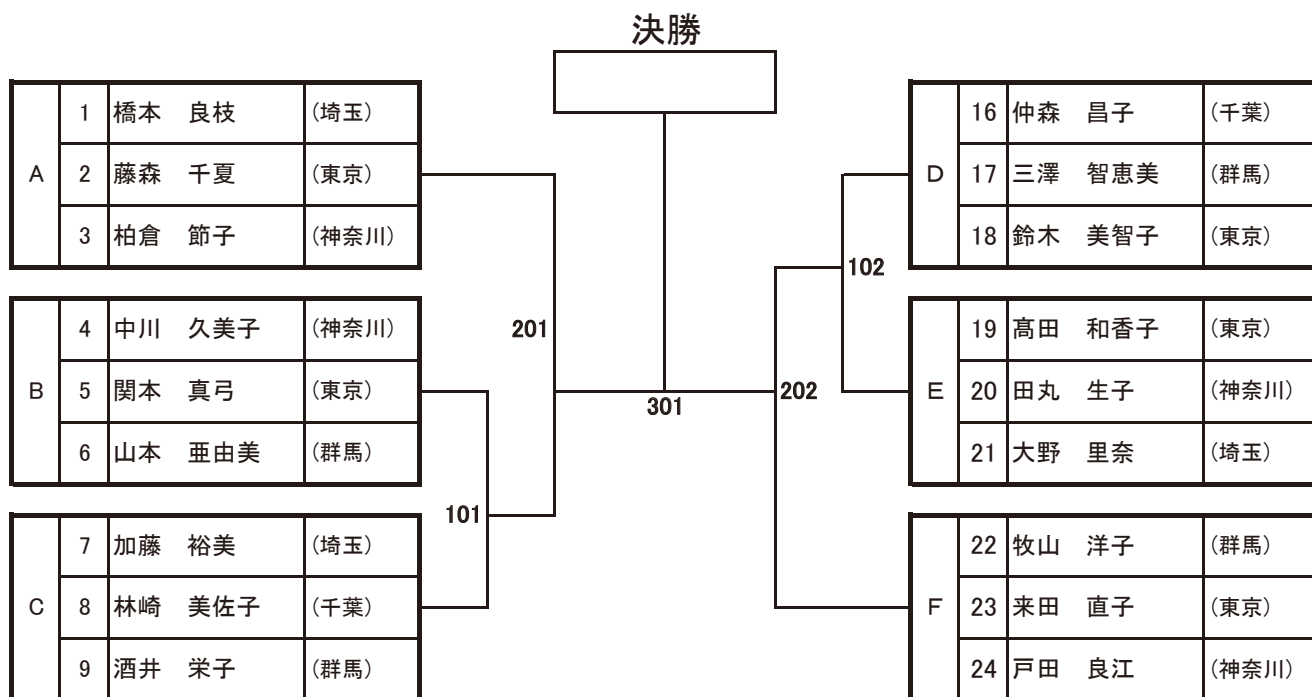 決勝
A
1 橋本 良枝 (埼玉)
2 藤森 千夏 (東京)
3 柏倉 節子 (神奈川)
B
4 中川 久美子 (神奈川)
5 関本 真弓 (東京)
6 山本 亜由美 (群馬)
C
7 加藤 裕美 (埼玉)
8 林崎 美佐子 (千葉)
9 酒井 栄子 (群馬)
201
101
301
202
102
D
16 仲森 昌子 (千葉)
17 三澤 智恵美 (群馬)
18 鈴木 美智子 (東京)
E
19 髙田 和香子 (東京)
20 田丸 生子 (神奈川)
21 大野 里奈 (埼玉)
F
22 牧山 洋子 (群馬)
23 来田 直子 (東京)
24 戸田 良江 (神奈川)